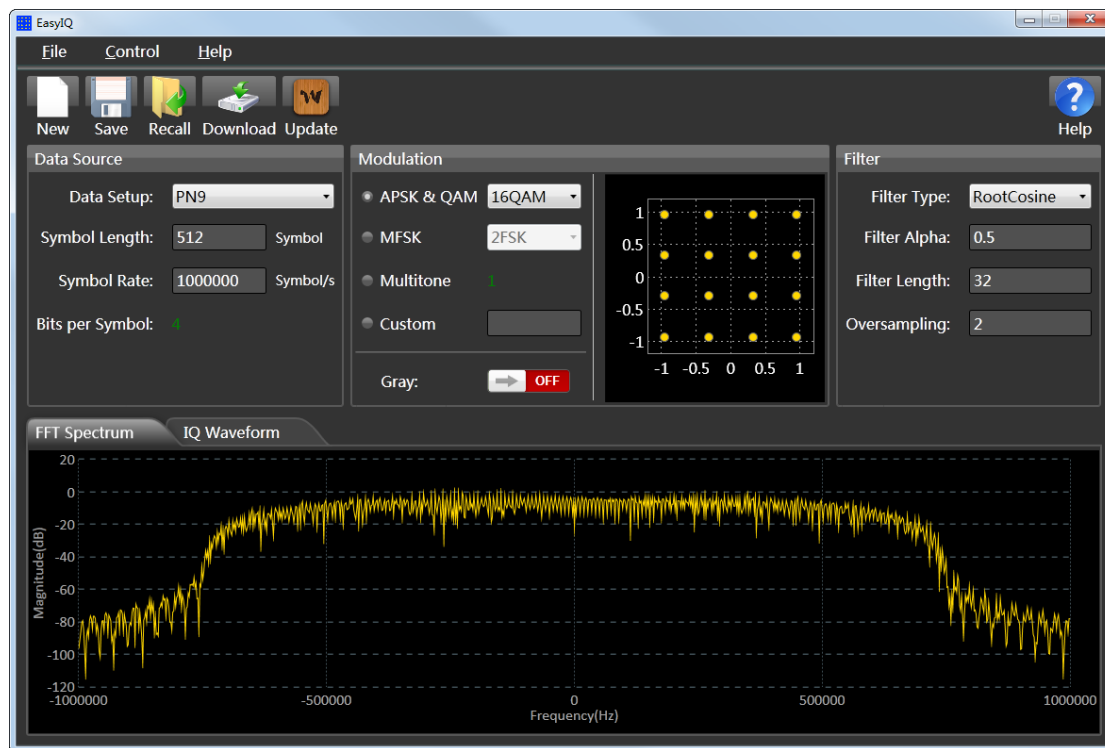 EasyIQ
File Control Help
New Save Recall Download Update Help
Data Source
Data Setup: PN9
Symbol Length: 512 Symbol
Symbol Rate: 1000000 Symbol/s
Bits per Symbol: 4
Modulation
APSK & QAM 16QAM
MFSK 2FSK
Multitone 1
Custom
Gray: OFF
1
0.5
0
-0.5
-1
-1 -0.5 0 0.5 1
Filter
Filter Type: RootCosine
Filter Alpha: 0.5
Filter Length: 32
Oversampling: 2
FFT Spectrum IQ Waveform
Magnitude(dB)
20
0
-20
-40
-60
-80
-100
-120
-1000000 -500000 0 500000 1000000
Frequency(Hz)